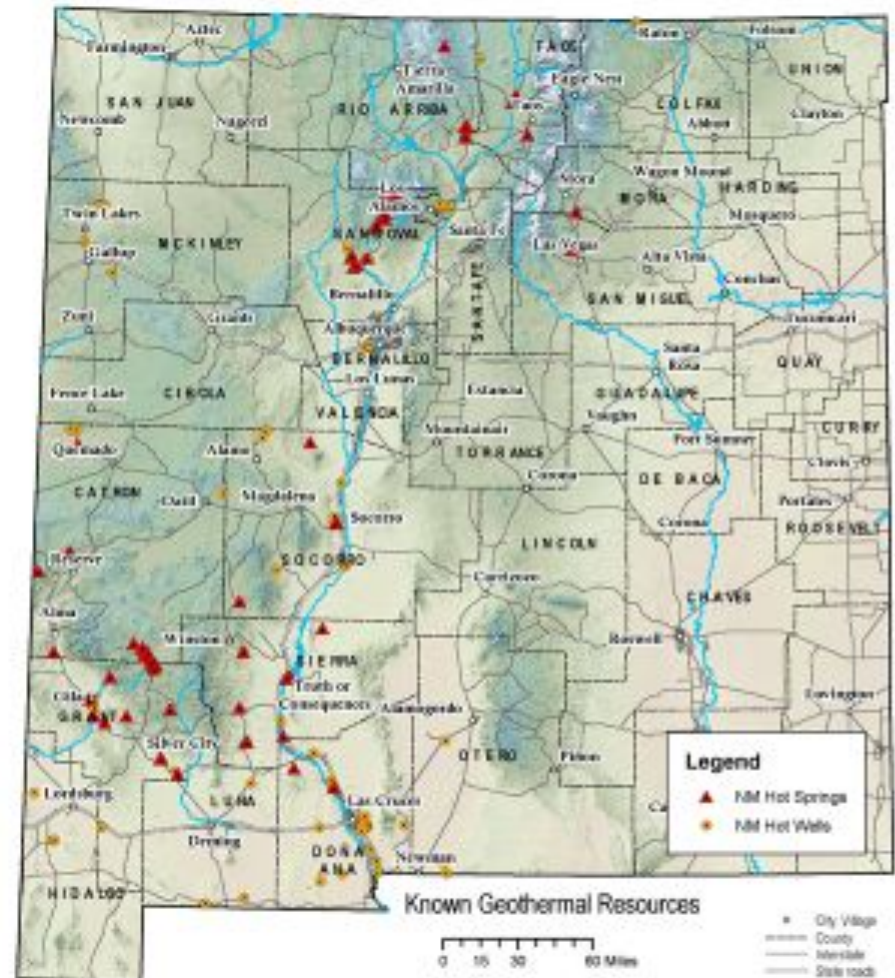 Aztec
Farmington
Raton
Folsom
TAOS
Eagle Nest
UNION
Tierra
Amarilla
SAN JUAN
RIO ARRIBA
Taos
COLFAX
Clayton
Newcomb
Nageezi
Abbott
Wagon Mound
Mora
HARDING
MORA
Los
Alamos
Twin Lakes
Mosquero
MCKINLEY
SANDOVAL
Santa Fe
Las Vegas
Gallup
Alta Vista
Conchas
Bernalillo
SANTA FE
SAN MIGUEL
Zuni
Grants
Albuquerque
Tucumcari
BERNALILLO
Santa
Rosa
QUAY
Los Lunas
Fence Lake
CIBOLA
Estancia
GUADALUPE
VALENCIA
Vaughn
CURRY
Mountainair
Fort Sumner
Quemado
Alamo
TORRANCE
Clovis
Corona
DE BACA
CATRON
Datil
Magdalena
Portales
Socorro
Corona
ROOSEVELT
LINCOLN
Reserve
SOCORRO
Carrizozo
CHAVES
Alma
Winston
Roswell
SIERRA
Truth or
Consequences
Alamogordo
Lovington
GRANT
Silver City
OTERO
Pinon
Lordsburg
LUNA
Las Cruces
Deming
DOÑA
ANA
Newman
HIDALGO
Legend
NM Hot Springs
NM Hot Wells
Known Geothermal Resources
0 15 30 60 Miles
City Village
County
Interstate
State roads